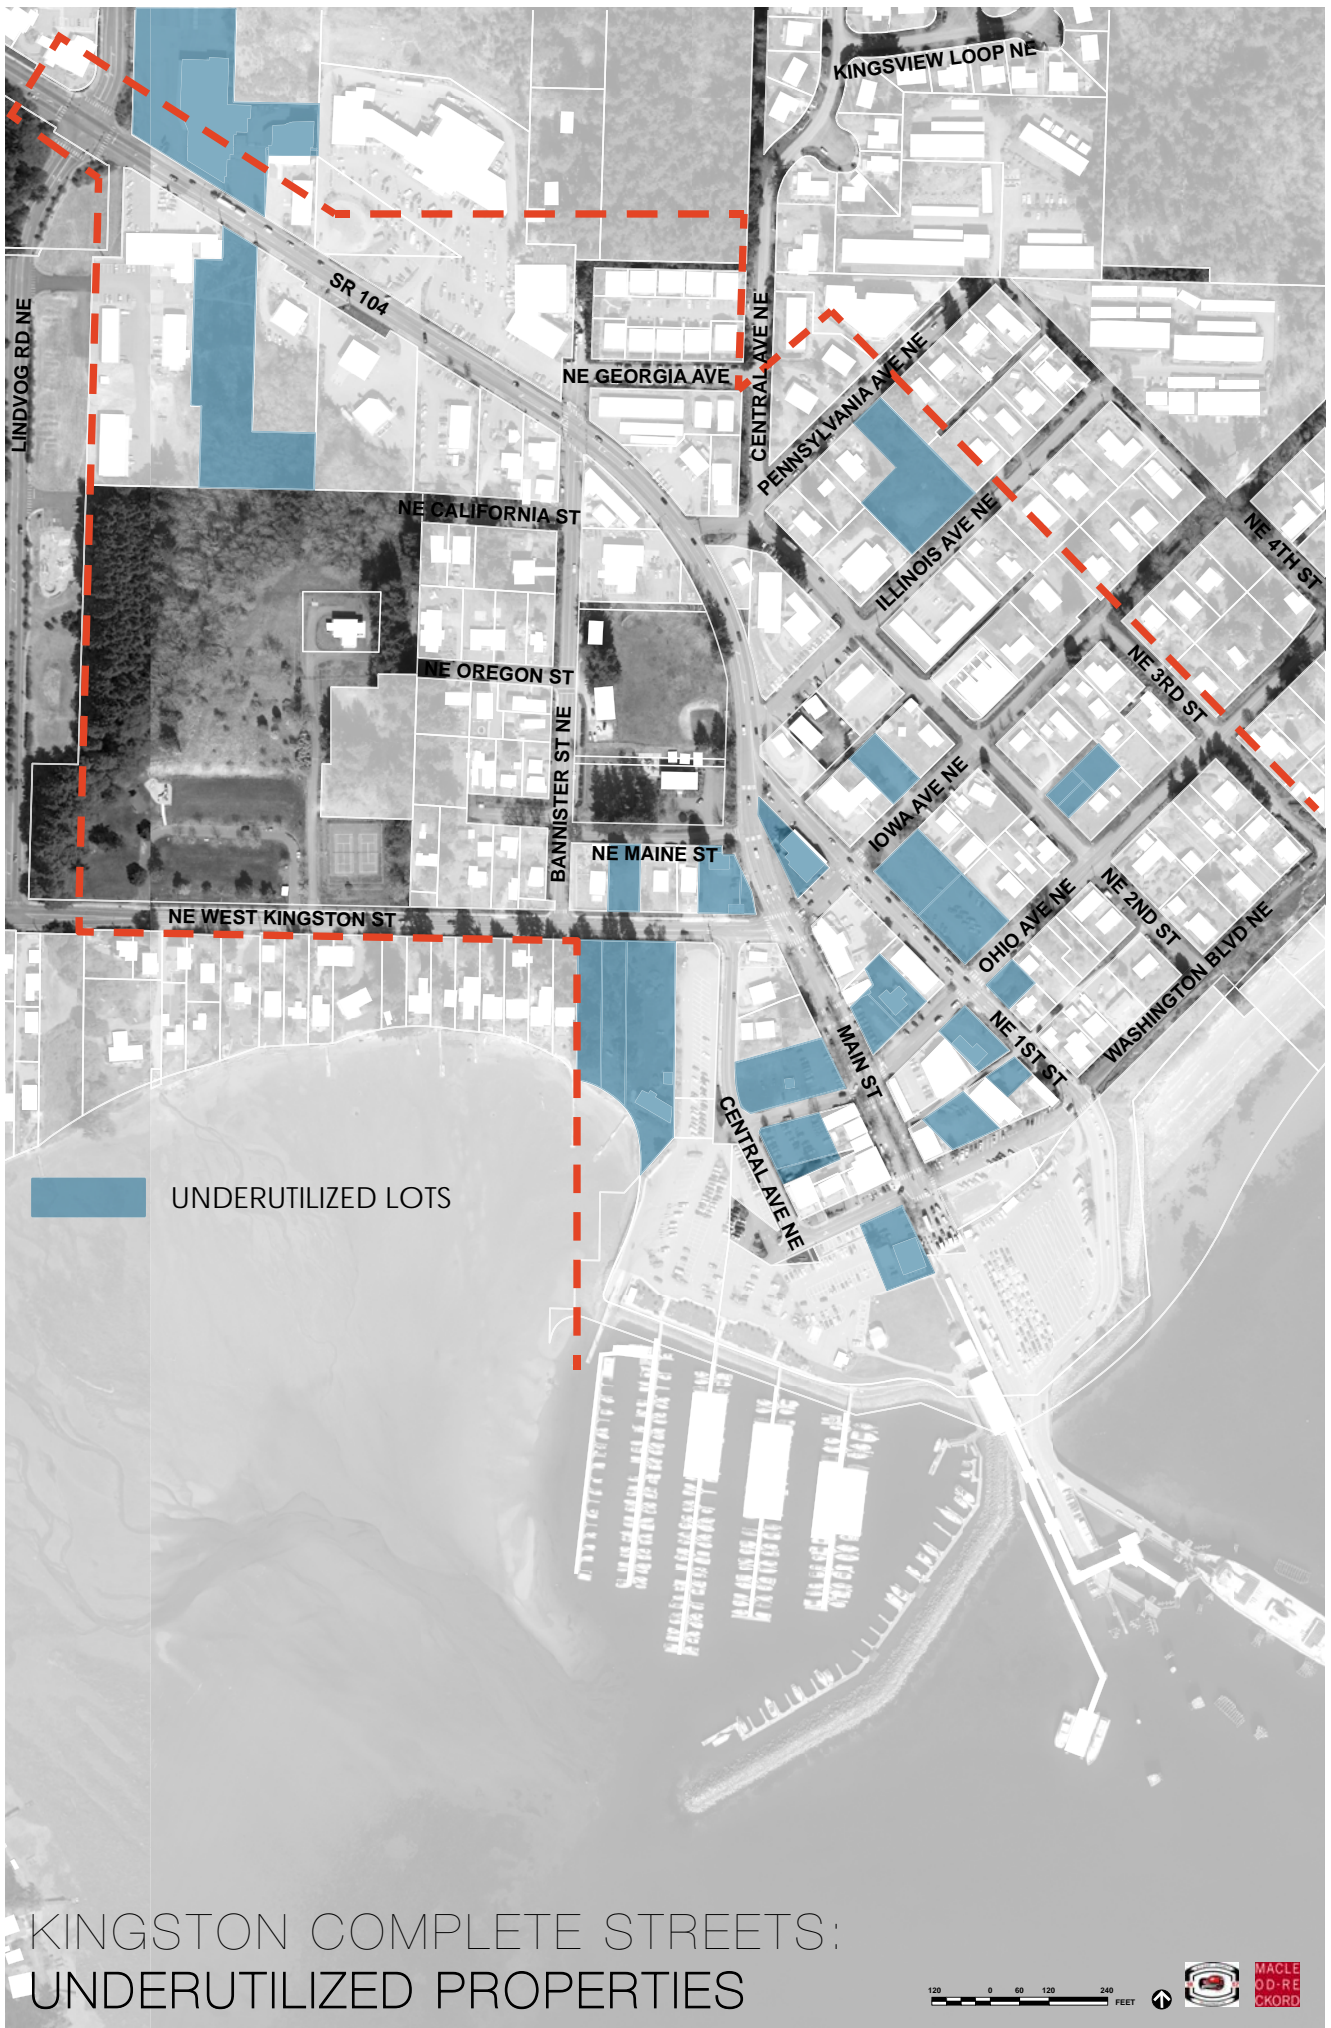 KINGSVIEW LOOP NE
SR 104
LINDVOG RD NE
CENTRAL AVE NE
NE GEORGIA AVE
PENNSYLVANIA AVE NE
NE CALIFORNIA ST
ILLINOIS AVE NE
NE 4TH ST
NE OREGON ST
NE 3RD ST
BANNISTER ST NE
IOWA AVE NE
NE MAINE ST
NE WEST KINGSTON ST
OHIO AVE NE
NE 2ND ST
WASHINGTON BLVD NE
MAIN ST
NE 1ST ST
CENTRAL AVE NE
UNDERUTILIZED LOTS
KINGSTON COMPLETE STREETS:
UNDERUTILIZED PROPERTIES
120 0 60 120 240
FEET
MACLE
OD-RE
CKORD